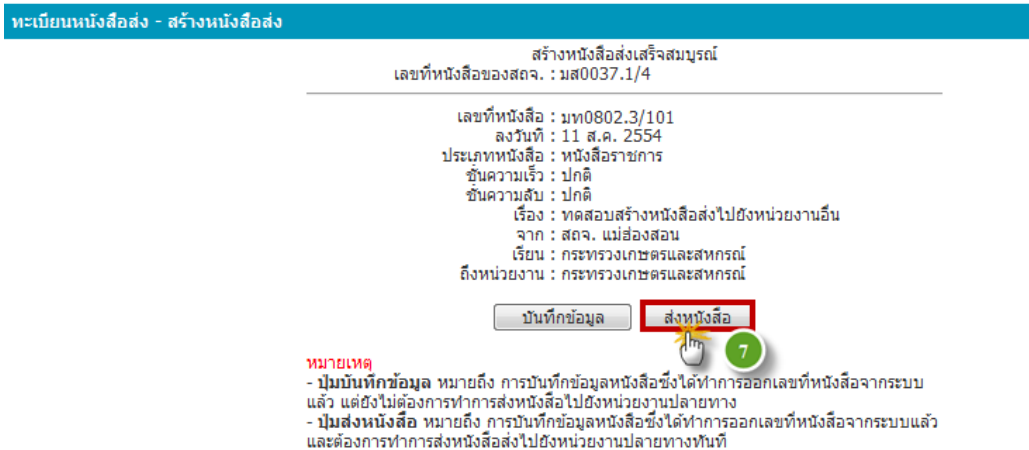 ทะเบียนหนังสือส่ง - สร้างหนังสือส่ง
สร้างหนังสือส่งเสร็จสมบูรณ์
เลขที่หนังสือของสถจ. : มส0037.1/4
เลขที่หนังสือ : มท0802.3/101
ลงวันที่ : 11 ส.ค. 2554
ประเภทหนังสือ : หนังสือราชการ
ชั้นความเร็ว : ปกติ
ชั้นความลับ : ปกติ
เรื่อง : ทดสอบสร้างหนังสือส่งไปยังหน่วยงานอื่น
จาก : สถจ. แม่ฮ่องสอน
เรียน : กระทรวงเกษตรและสหกรณ์
ถึงหน่วยงาน : กระทรวงเกษตรและสหกรณ์
บันทึกข้อมูล ส่งหนังสือ
7
หมายเหตุ
- ปุ่มบันทึกข้อมูล หมายถึง การบันทึกข้อมูลหนังสือซึ่งได้ทำการออกเลขที่หนังสือจากระบบ
แล้ว แต่ยังไม่ต้องการทำการส่งหนังสือไปยังหน่วยงานปลายทาง
- ปุ่มส่งหนังสือ หมายถึง การบันทึกข้อมูลหนังสือซึ่งได้ทำการออกเลขที่หนังสือจากระบบแล้ว
และต้องการทำการส่งหนังสือส่งไปยังหน่วยงานปลายทางทันที